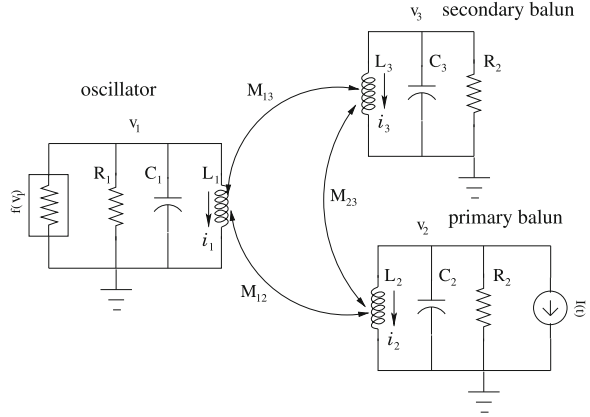 v₃ secondary balun
L₃ C₃ R₂
i₃
oscillator
v₁
f(v₁)
R₁ C₁ L₁
i₁
M₁₃
M₂₃
M₁₂
v₂ primary balun
L₂ C₂ R₂
i₂
I(t)